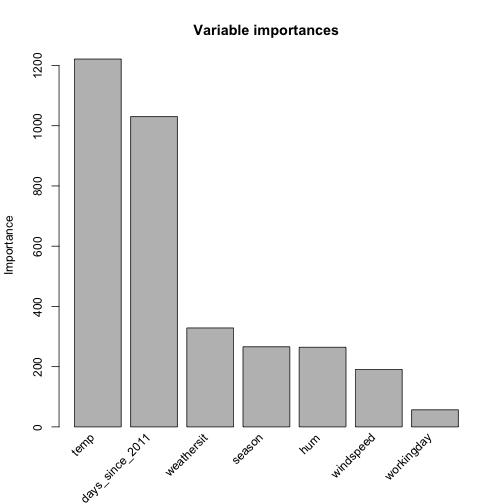 Variable importances
Importance
1200
1000
800
600
400
200
0
temp
days_since_2011
weathersit
season
hum
windspeed
workingday